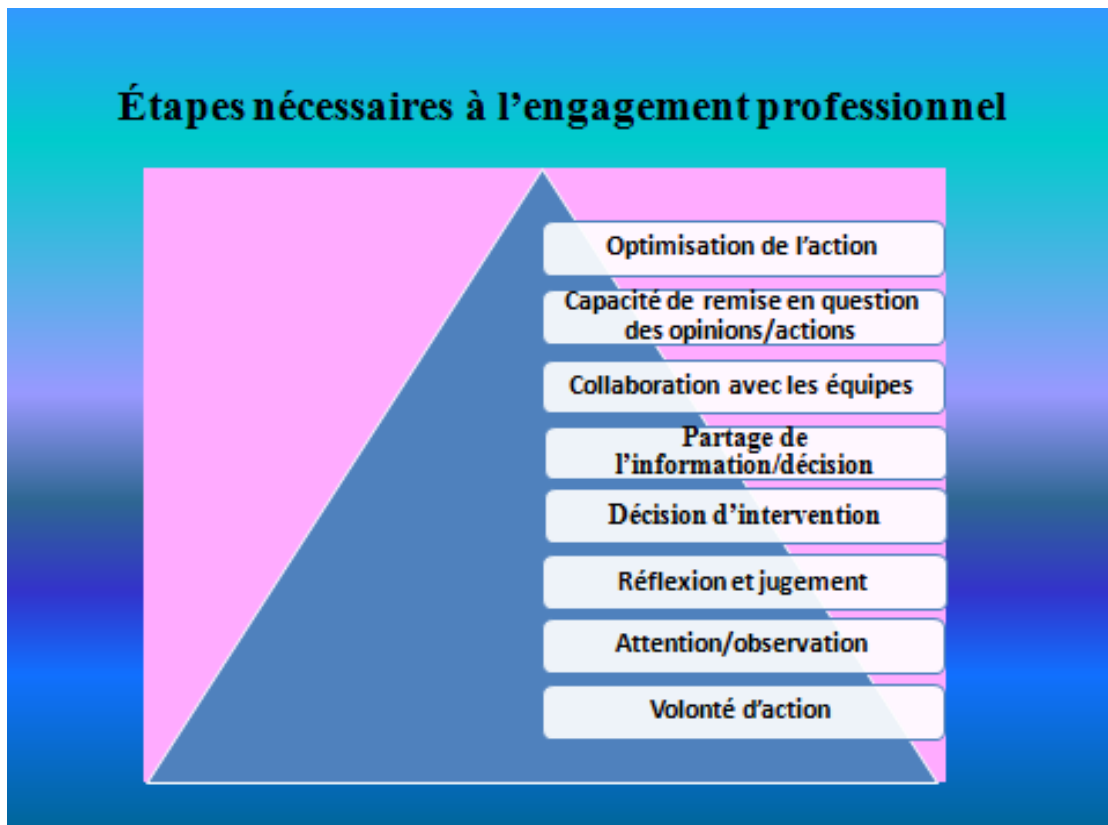 Étapes nécessaires à l’engagement professionnel
Optimisation de l’action
Capacité de remise en question
des opinions/actions
Collaboration avec les équipes
Partage de
l’information/décision
Décision d’intervention
Réflexion et jugement
Attention/observation
Volonté d’action